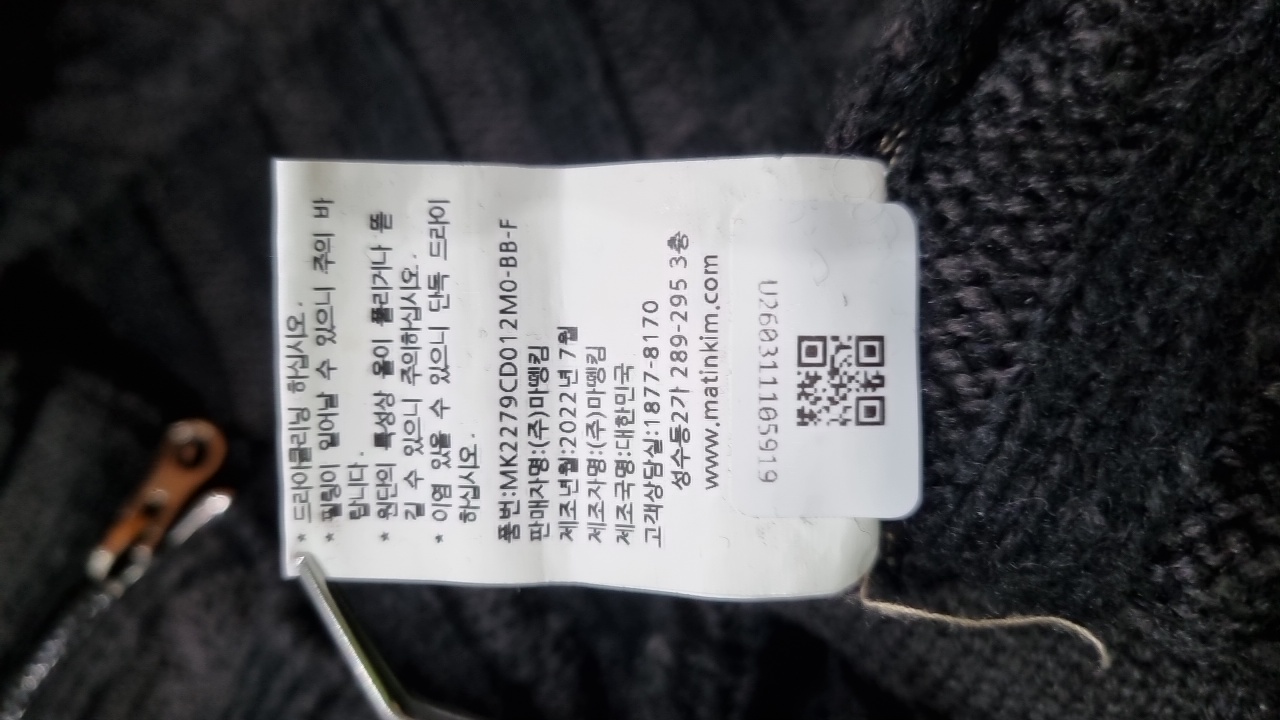 * 드라이클리닝 하십시오.
* 필링이 일어날 수 있으니 주의 바
랍니다.
* 원단의 특성상 올이 풀리거나 뜯
길 수 있으니 주의하십시오.
* 이염 있을 수 있으니 단독 드라이
하십시오.
품번:MK2279CD012M0-BB-F
판매자명:(주)마뗑킴
제조년월:2022년 7월
제조자명:(주)마뗑킴
제조국명:대한민국
고객상담실:1877-8170
성수동2가 289-295 3층
www.matinkim.com
U260311105919